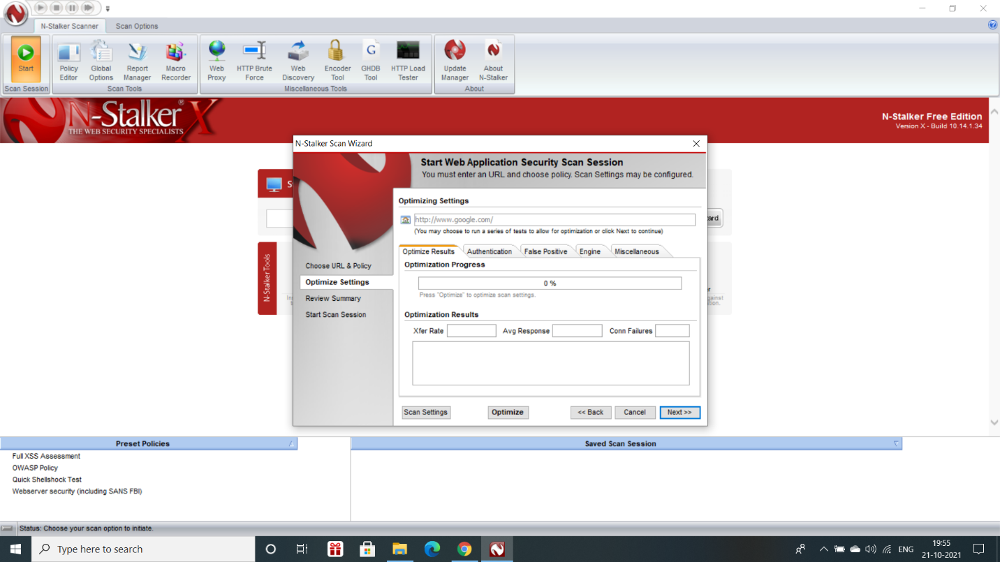 N-Stalker Scanner
Scan Options
Start
Policy Editor
Global Options
Report Manager
Macro Recorder
Web Proxy
HTTP Brute Force
Web Discovery
Encoder Tool
GHDB Tool
HTTP Load Tester
Update Manager
About N-Stalker
Scan Session
Scan Tools
Miscellaneous Tools
About
N-Stalker® X
THE WEB SECURITY SPECIALISTS
N-Stalker Free Edition
Version X - Build 10.14.1.34
N-Stalker Scan Wizard
Start Web Application Security Scan Session
You must enter an URL and choose policy. Scan Settings may be configured.
Optimizing Settings
http://www.google.com/
(You may choose to run a series of tests to allow for optimization or click Next to continue)
Optimize Results
Authentication
False Positive
Engine
Miscellaneous
Optimization Progress
0 %
Press "Optimize" to optimize scan settings.
Optimization Results
Xfer Rate
Avg Response
Conn Failures
Choose URL & Policy
Optimize Settings
Review Summary
Start Scan Session
Scan Settings
Optimize
<< Back
Cancel
Next >>
N-Stalker Tools
Preset Policies
Full XSS Assessment
OWASP Policy
Quick Shellshock Test
Webserver security (including SANS FBI)
Saved Scan Session
Status: Choose your scan option to initiate.
Type here to search
ENG
19:55
21-10-2021